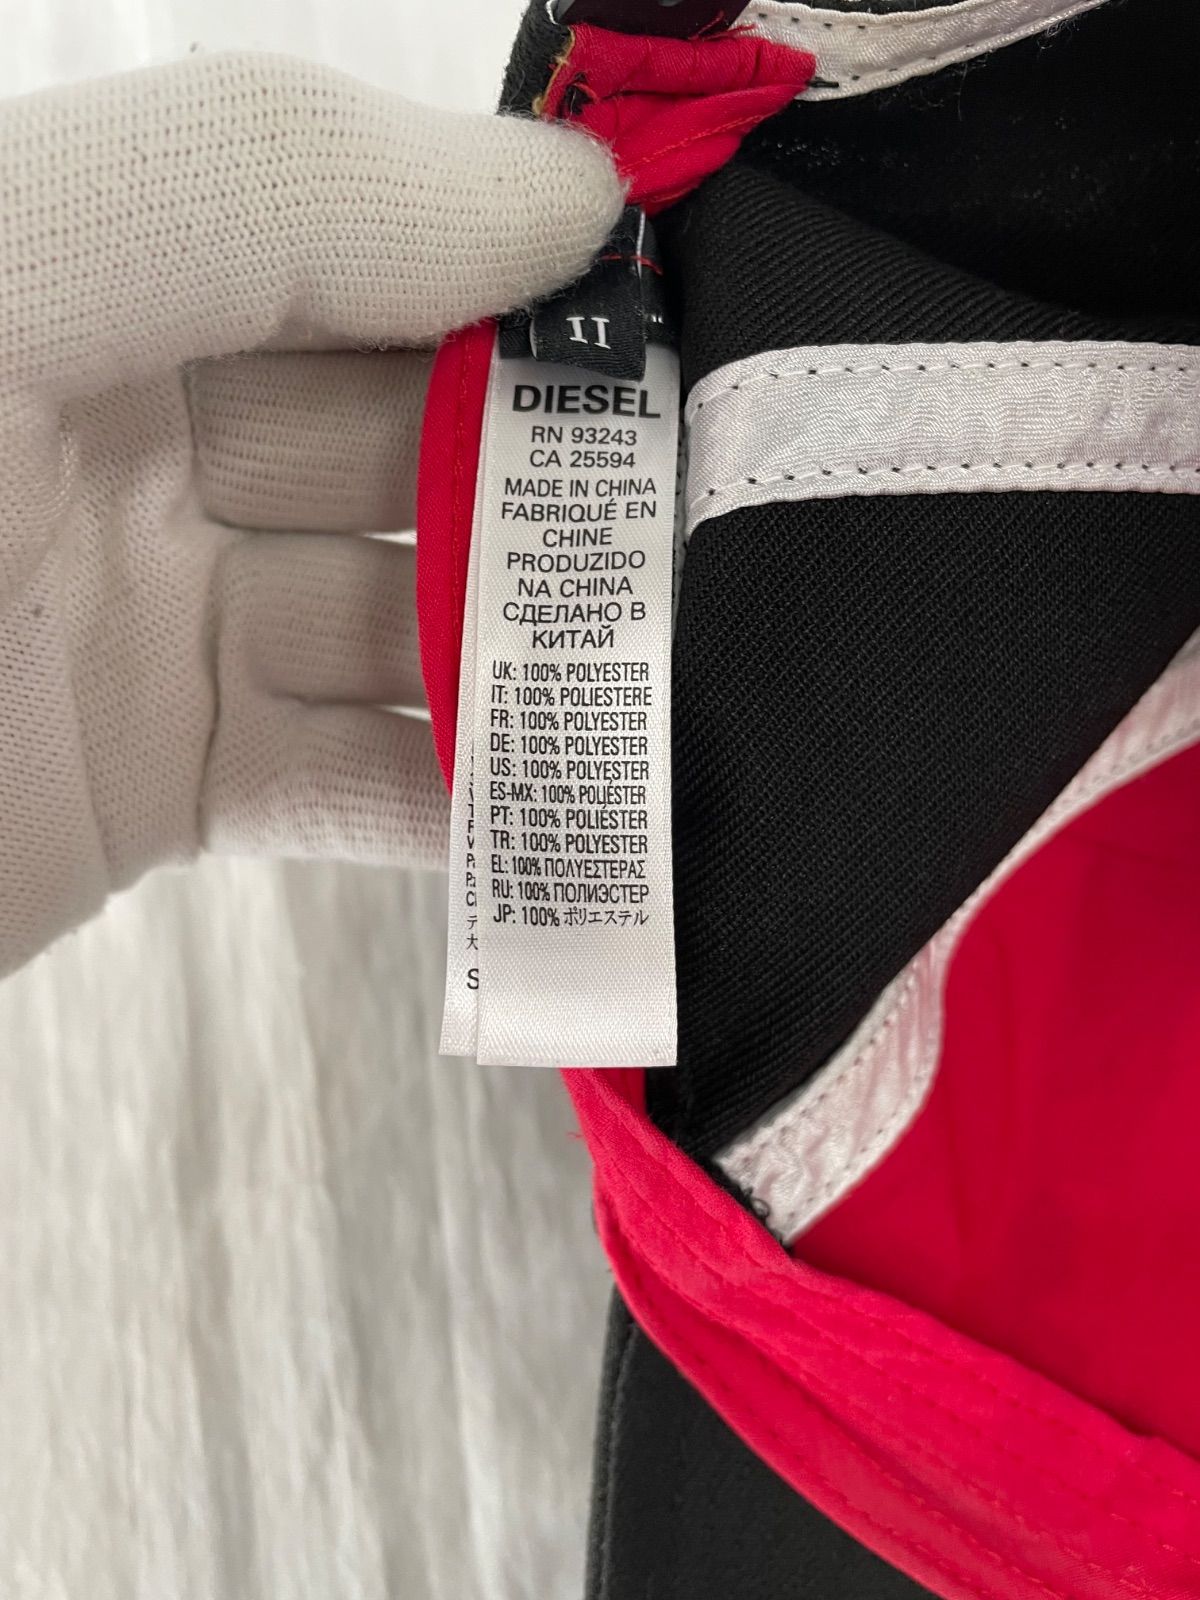 II
DIESEL
RN 93243
CA 25594
MADE IN CHINA
FABRIQUÉ EN
CHINE
PRODUZIDO
NA CHINA
СДЕЛАНО В
КИТАЙ
UK: 100% POLYESTER
IT: 100% POLIESTERE
FR: 100% POLYESTER
DE: 100% POLYESTER
US: 100% POLYESTER
ES-MX: 100% POLIÉSTER
PT: 100% POLIÉSTER
TR: 100% POLYESTER
EL: 100% ΠΟΛΥΕΣΤΕΡΑΣ
RU: 100% ПОЛИЭСТЕР
JP: 100% ポリエステル